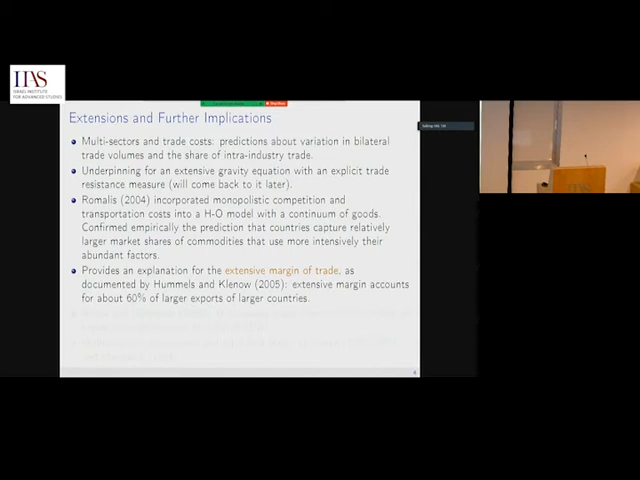 IIAS
ISRAEL INSTITUTE
FOR ADVANCED STUDIES
Extensions and Further Implications
Multi-sectors and trade costs: predictions about variation in bilateral
trade volumes and the share of intra-industry trade.
Underpinning for an extensive gravity equation with an explicit trade
resistance measure (will come back to it later).
Romalis (2004) incorporated monopolistic competition and
transportation costs into a H-O model with a continuum of goods.
Confirmed empirically the prediction that countries capture relatively
larger market shares of commodities that use more intensively their
abundant factors.
Provides an explanation for the extensive margin of trade, as
documented by Hummels and Klenow (2005): extensive margin accounts
for about 60% of larger exports of larger countries.